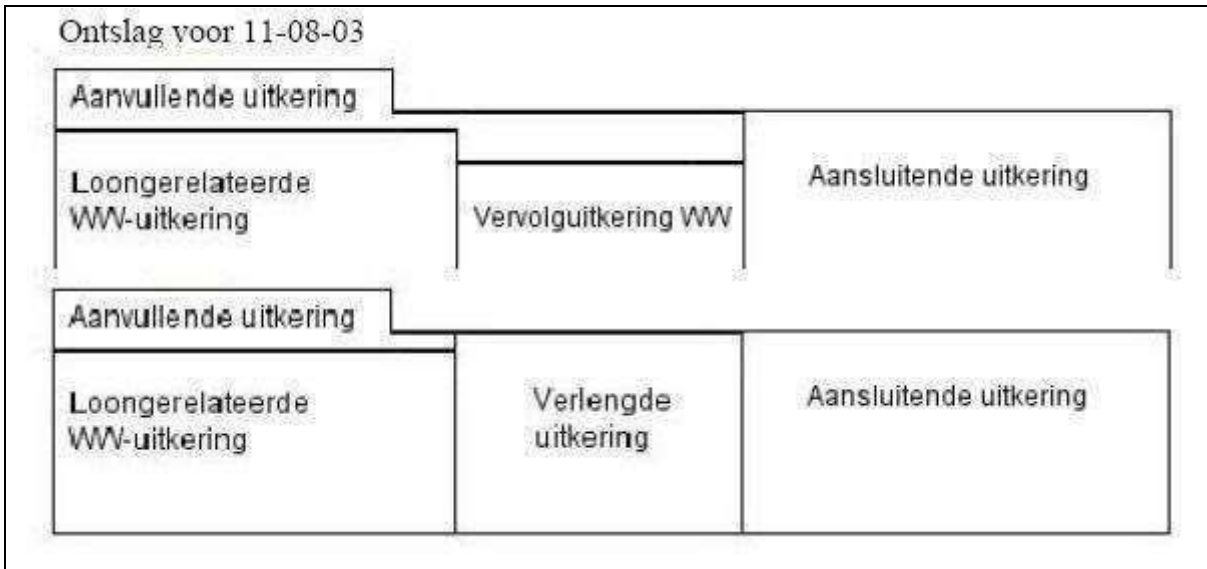 Ontslag voor 11-08-03
Aanvullende uitkering
Loongerelateerde
WW-uitkering
Vervolguitkering WW
Aansluitende uitkering
Aanvullende uitkering
Loongerelateerde
WW-uitkering
Verlengde
uitkering
Aansluitende uitkering